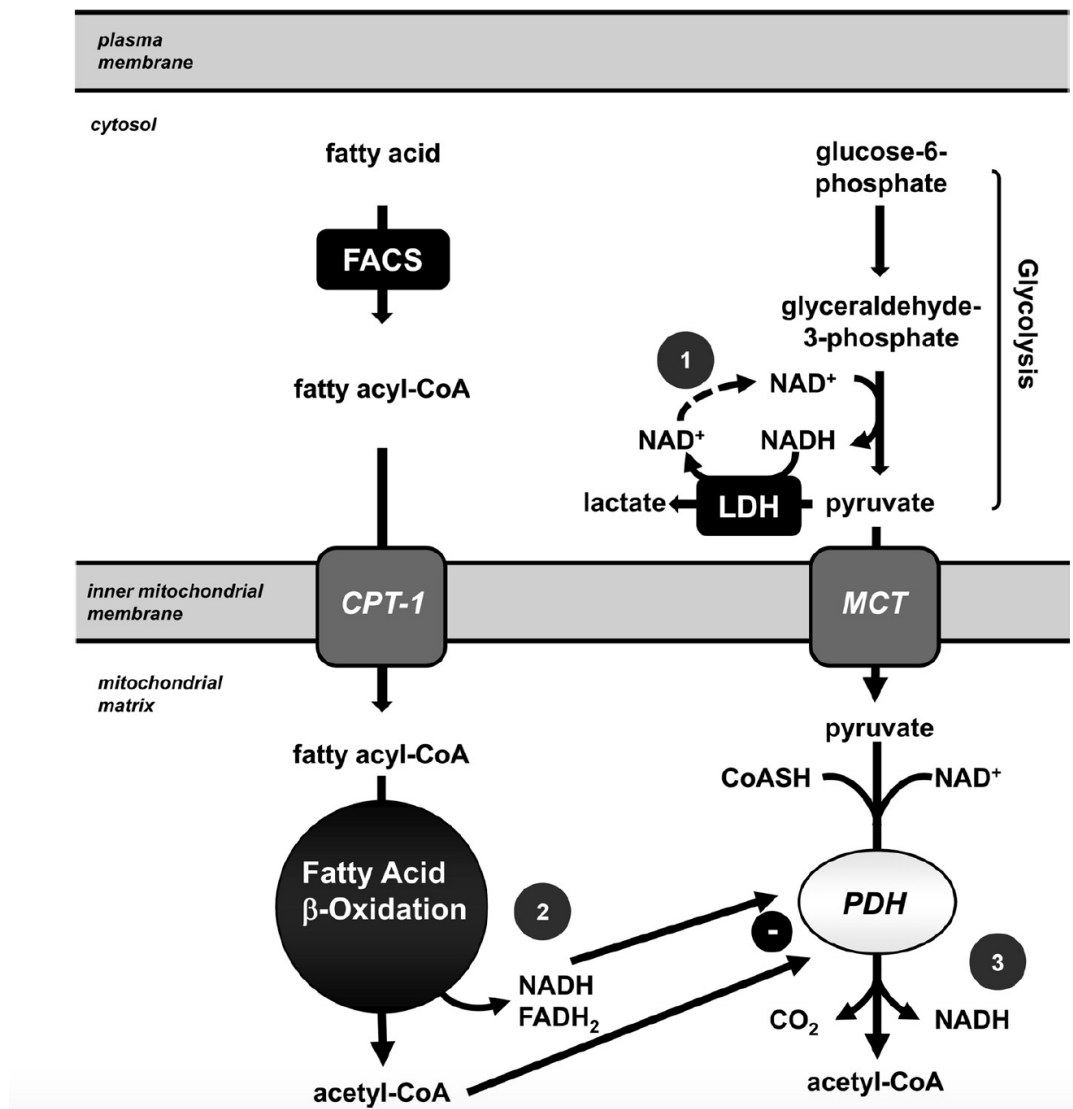 plasma
membrane
cytosol
fatty acid
FACS
fatty acyl-CoA
glucose-6-
phosphate
glyceraldehyde-
3-phosphate
Glycolysis
1
NAD⁺
NAD⁺
NADH
lactate
LDH
pyruvate
inner mitochondrial
membrane
CPT-1
MCT
mitochondrial
matrix
fatty acyl-CoA
Fatty Acid
β-Oxidation
2
NADH
FADH₂
acetyl-CoA
pyruvate
CoASH
NAD⁺
PDH
-
3
CO₂
NADH
acetyl-CoA